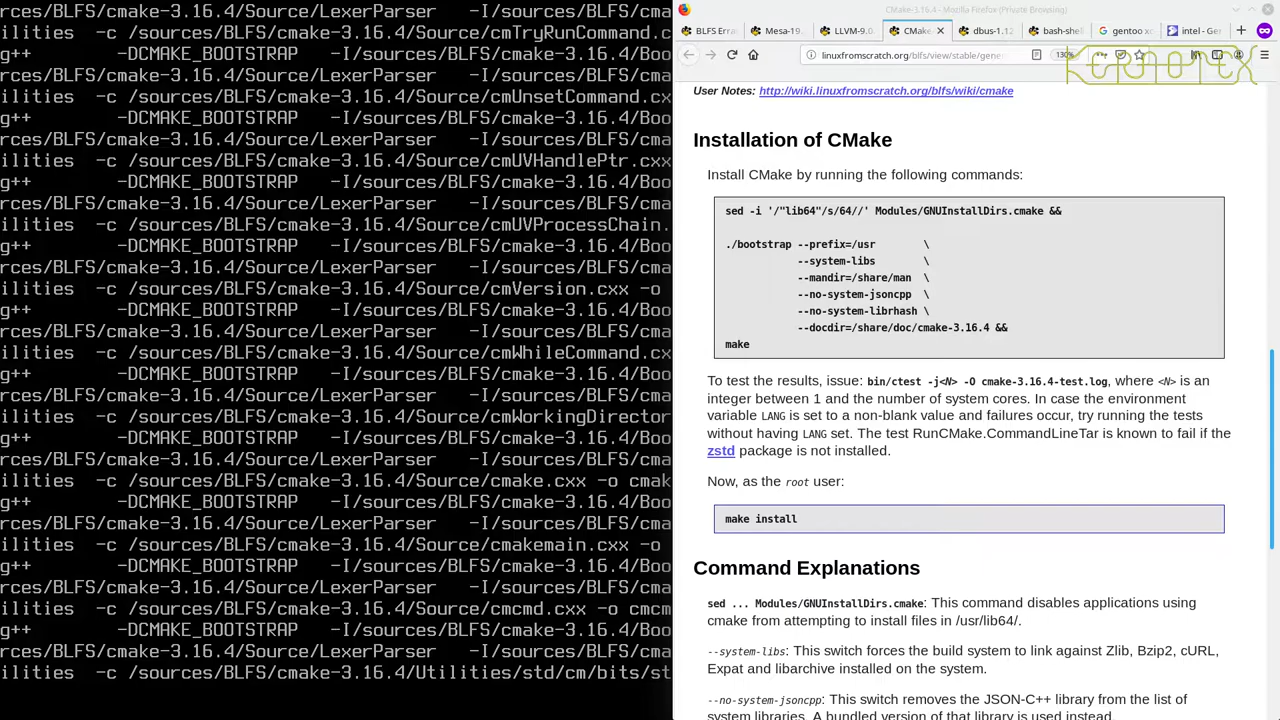 rces/BLFS/cmake-3.16.4/Source/LexerParser   -I/sources/BLFS/cma
ilities  -c /sources/BLFS/cmake-3.16.4/Source/cmTryRunCommand.c
g++        -DCMAKE_BOOTSTRAP   -I/sources/BLFS/cmake-3.16.4/Boo
rces/BLFS/cmake-3.16.4/Source/LexerParser   -I/sources/BLFS/cma
ilities  -c /sources/BLFS/cmake-3.16.4/Source/cmUnsetCommand.cx
g++        -DCMAKE_BOOTSTRAP   -I/sources/BLFS/cmake-3.16.4/Boo
rces/BLFS/cmake-3.16.4/Source/LexerParser   -I/sources/BLFS/cma
ilities  -c /sources/BLFS/cmake-3.16.4/Source/cmUVHandlePtr.cxx
g++        -DCMAKE_BOOTSTRAP   -I/sources/BLFS/cmake-3.16.4/Boo
rces/BLFS/cmake-3.16.4/Source/LexerParser   -I/sources/BLFS/cma
ilities  -c /sources/BLFS/cmake-3.16.4/Source/cmUVProcessChain.
g++        -DCMAKE_BOOTSTRAP   -I/sources/BLFS/cmake-3.16.4/Boo
rces/BLFS/cmake-3.16.4/Source/LexerParser   -I/sources/BLFS/cma
ilities  -c /sources/BLFS/cmake-3.16.4/Source/cmVersion.cxx -o
g++        -DCMAKE_BOOTSTRAP   -I/sources/BLFS/cmake-3.16.4/Boo
rces/BLFS/cmake-3.16.4/Source/LexerParser   -I/sources/BLFS/cma
ilities  -c /sources/BLFS/cmake-3.16.4/Source/cmWhileCommand.cx
g++        -DCMAKE_BOOTSTRAP   -I/sources/BLFS/cmake-3.16.4/Boo
rces/BLFS/cmake-3.16.4/Source/LexerParser   -I/sources/BLFS/cma
ilities  -c /sources/BLFS/cmake-3.16.4/Source/cmWorkingDirector
g++        -DCMAKE_BOOTSTRAP   -I/sources/BLFS/cmake-3.16.4/Boo
rces/BLFS/cmake-3.16.4/Source/LexerParser   -I/sources/BLFS/cma
ilities  -c /sources/BLFS/cmake-3.16.4/Source/cmake.cxx -o cmak
g++        -DCMAKE_BOOTSTRAP   -I/sources/BLFS/cmake-3.16.4/Boo
rces/BLFS/cmake-3.16.4/Source/LexerParser   -I/sources/BLFS/cma
ilities  -c /sources/BLFS/cmake-3.16.4/Source/cmakemain.cxx -o
g++        -DCMAKE_BOOTSTRAP   -I/sources/BLFS/cmake-3.16.4/Boo
rces/BLFS/cmake-3.16.4/Source/LexerParser   -I/sources/BLFS/cma
ilities  -c /sources/BLFS/cmake-3.16.4/Source/cmcmd.cxx -o cmcm
g++        -DCMAKE_BOOTSTRAP   -I/sources/BLFS/cmake-3.16.4/Boo
rces/BLFS/cmake-3.16.4/Source/LexerParser   -I/sources/BLFS/cma
ilities  -c /sources/BLFS/cmake-3.16.4/Utilities/std/cm/bits/st
CMake-3.16.4 - Mozilla Firefox (Private Browsing)
BLFS Erra Mesa-19. LLVM-9.0. CMake- dbus-1.12 bash-shell gentoo xo intel - Ger
linuxfromscratch.org/blfs/view/stable/gene 130%
User Notes: http://wiki.linuxfromscratch.org/blfs/wiki/cmake
Installation of CMake
Install CMake by running the following commands:
sed -i '/"lib64"/s/64//' Modules/GNUInstallDirs.cmake &&
./bootstrap --prefix=/usr        \
            --system-libs        \
            --mandir=/share/man  \
            --no-system-jsoncpp  \
            --no-system-librhash \
            --docdir=/share/doc/cmake-3.16.4 &&
make
To test the results, issue: bin/ctest -j<N> -O cmake-3.16.4-test.log, where <N> is an
integer between 1 and the number of system cores. In case the environment
variable LANG is set to a non-blank value and failures occur, try running the tests
without having LANG set. The test RunCMake.CommandLineTar is known to fail if the
zstd package is not installed.
Now, as the root user:
make install
Command Explanations
sed ... Modules/GNUInstallDirs.cmake: This command disables applications using
cmake from attempting to install files in /usr/lib64/.
--system-libs: This switch forces the build system to link against Zlib, Bzip2, cURL,
Expat and libarchive installed on the system.
--no-system-jsoncpp: This switch removes the JSON-C++ library from the list of
system libraries. A bundled version of that library is used instead.